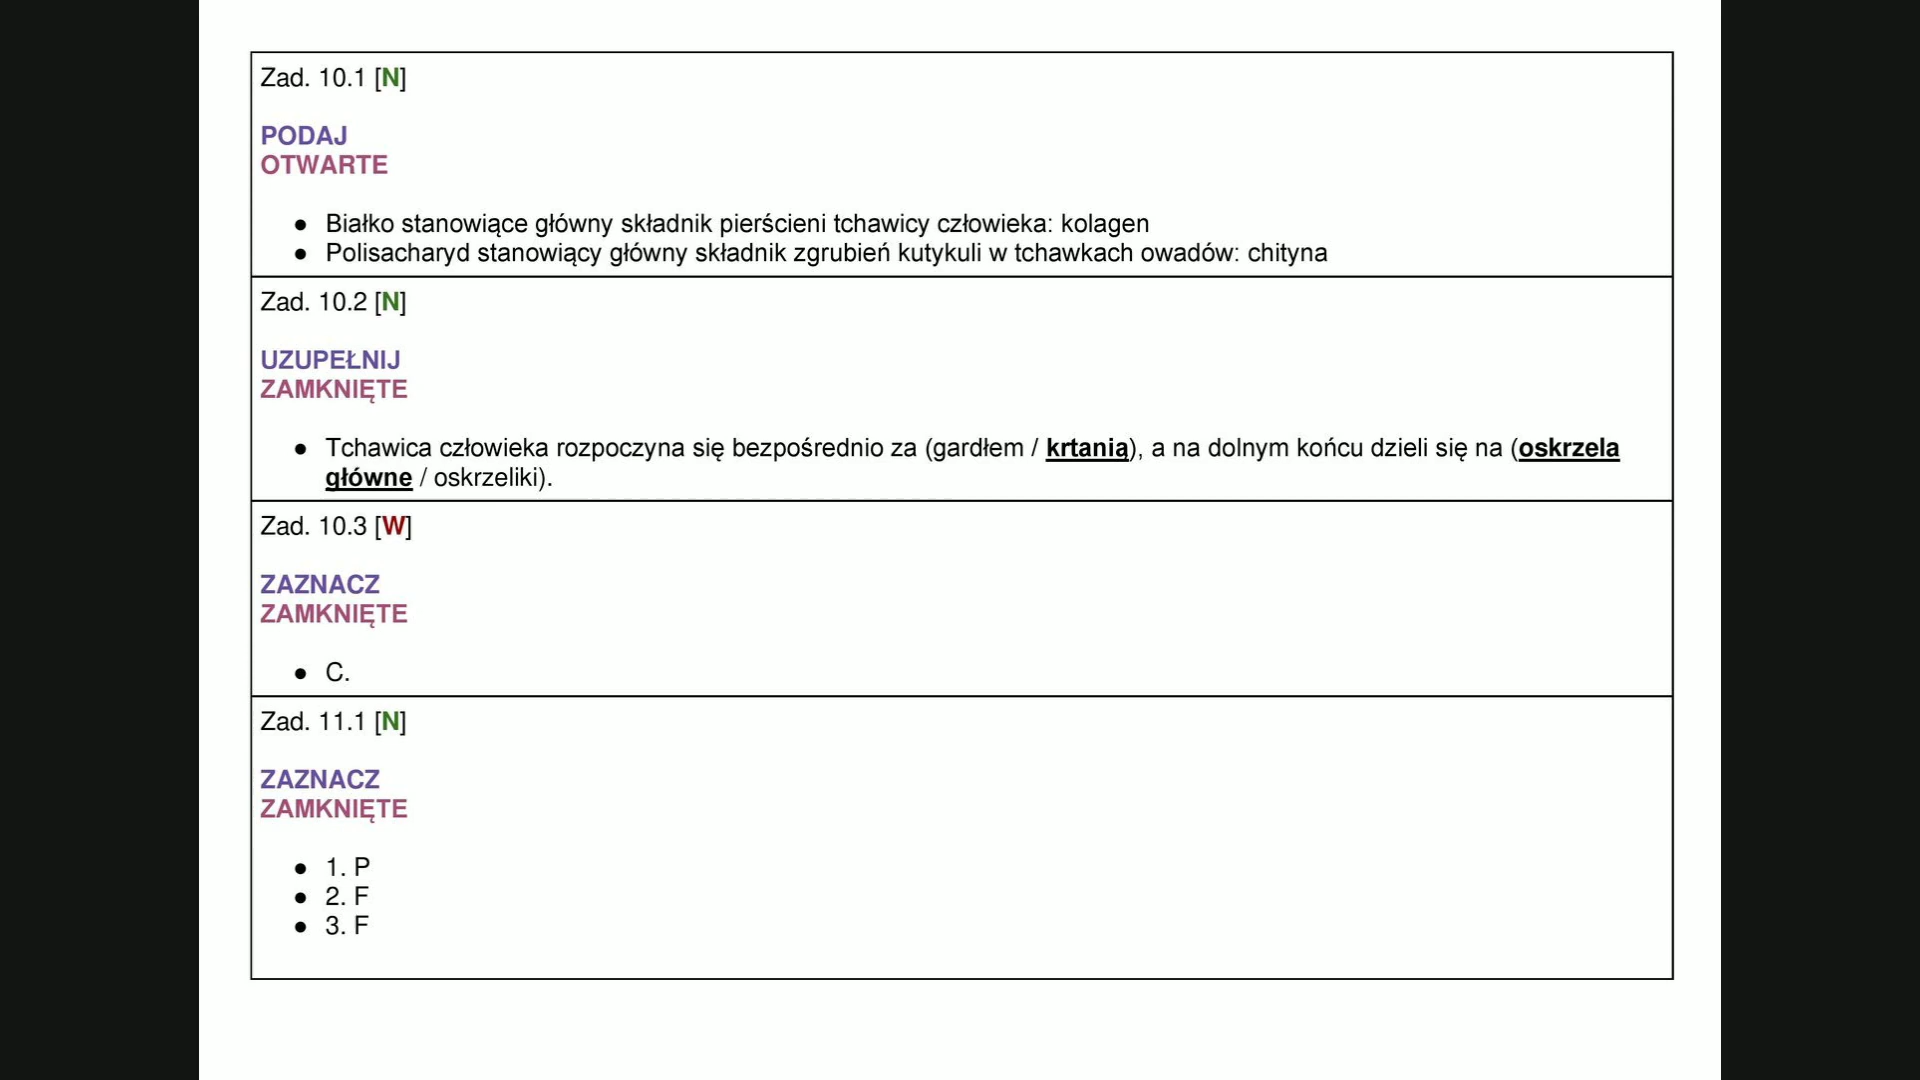 Zad. 10.1 [N]
PODAJ
OTWARTE
● Białko stanowiące główny składnik pierścieni tchawicy człowieka: kolagen
● Polisacharyd stanowiący główny składnik zgrubień kutykuli w tchawkach owadów: chityna
Zad. 10.2 [N]
UZUPEŁNIJ
ZAMKNIĘTE
● Tchawica człowieka rozpoczyna się bezpośrednio za (gardłem / krtanią), a na dolnym końcu dzieli się na (oskrzela
główne / oskrzeliki).
Zad. 10.3 [W]
ZAZNACZ
ZAMKNIĘTE
● C.
Zad. 11.1 [N]
ZAZNACZ
ZAMKNIĘTE
● 1. P
● 2. F
● 3. F